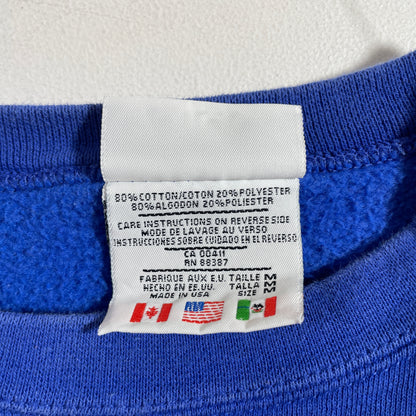 80% COTTON/COTON 20% POLYESTER
80% ALGODON 20% POLIESTER
CARE INSTRUCTIONS ON REVERSE SIDE
MODE DE LAVAGE AU VERSO
INSTRUCCIONES SOBRE CUIDADO EN EL REVERSO
CA 00411
RN 88387
FABRIQUE AUX E.U. TAILLE M
HECHO EN EE.UU. TALLA M
MADE IN USA SIZE M